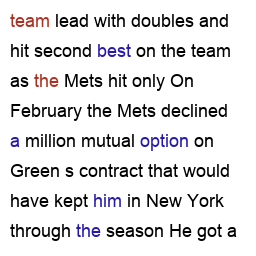 team lead with doubles and
hit second best on the team
as the Mets hit only On
February the Mets declined
a million mutual option on
Green s contract that would
have kept him in New York
through the season He got a